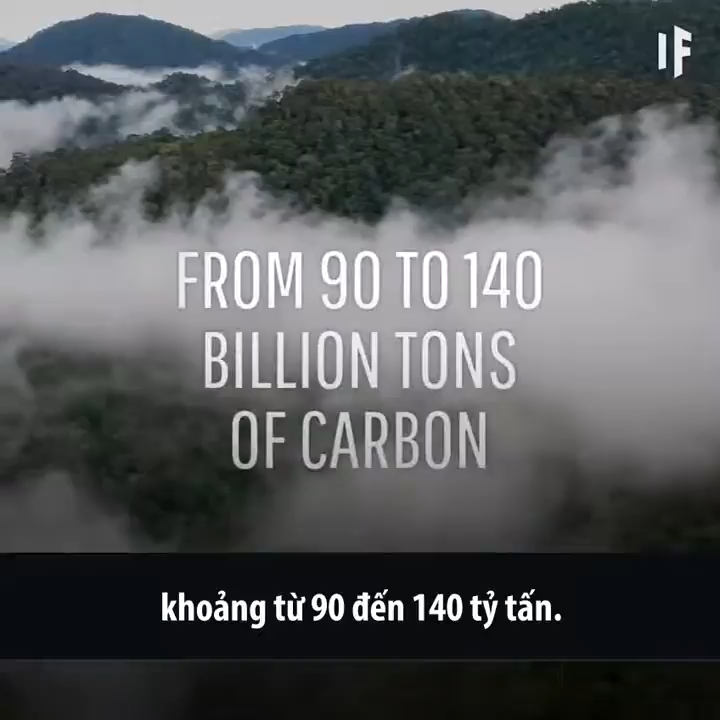 IF
FROM 90 TO 140
BILLION TONS
OF CARBON
khoảng từ 90 đến 140 tỷ tấn.